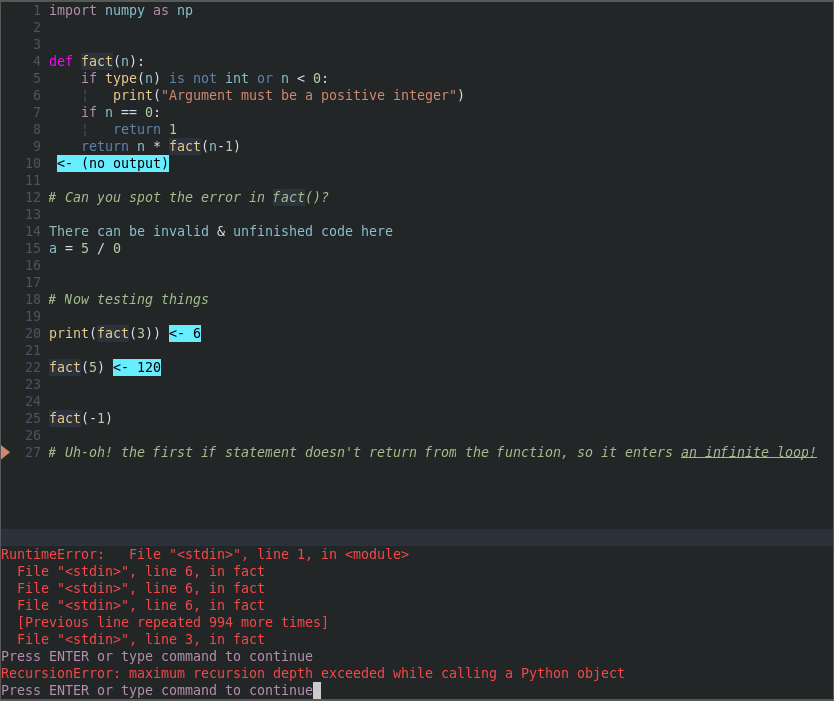 1 import numpy as np
2
3
4 def fact(n):
5     if type(n) is not int or n < 0:
6         print("Argument must be a positive integer")
7     if n == 0:
8         return 1
9     return n * fact(n-1)
10  <- (no output)
11
12 # Can you spot the error in fact()?
13
14 There can be invalid & unfinished code here
15 a = 5 / 0
16
17
18 # Now testing things
19
20 print(fact(3)) <- 6
21
22 fact(5) <- 120
23
24
25 fact(-1)
26
27 # Uh-oh! the first if statement doesn't return from the function, so it enters an infinite loop!
RuntimeError:   File "<stdin>", line 1, in <module>
  File "<stdin>", line 6, in fact
  File "<stdin>", line 6, in fact
  File "<stdin>", line 6, in fact
  [Previous line repeated 994 more times]
  File "<stdin>", line 3, in fact
Press ENTER or type command to continue
RecursionError: maximum recursion depth exceeded while calling a Python object
Press ENTER or type command to continue